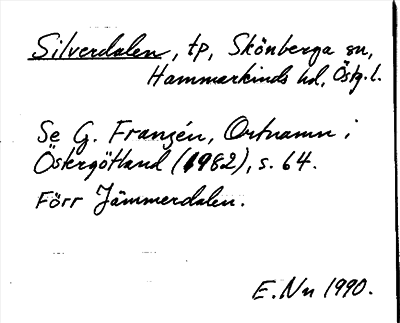 Silverdalen, tp, Skönberga sn,
Hammarkinds hd, Östg.l.
Se G. Franzén, Ortnamn i
Östergötland (1982), s. 64.
Förr Jämmerdalen.
E. Nn 1990.